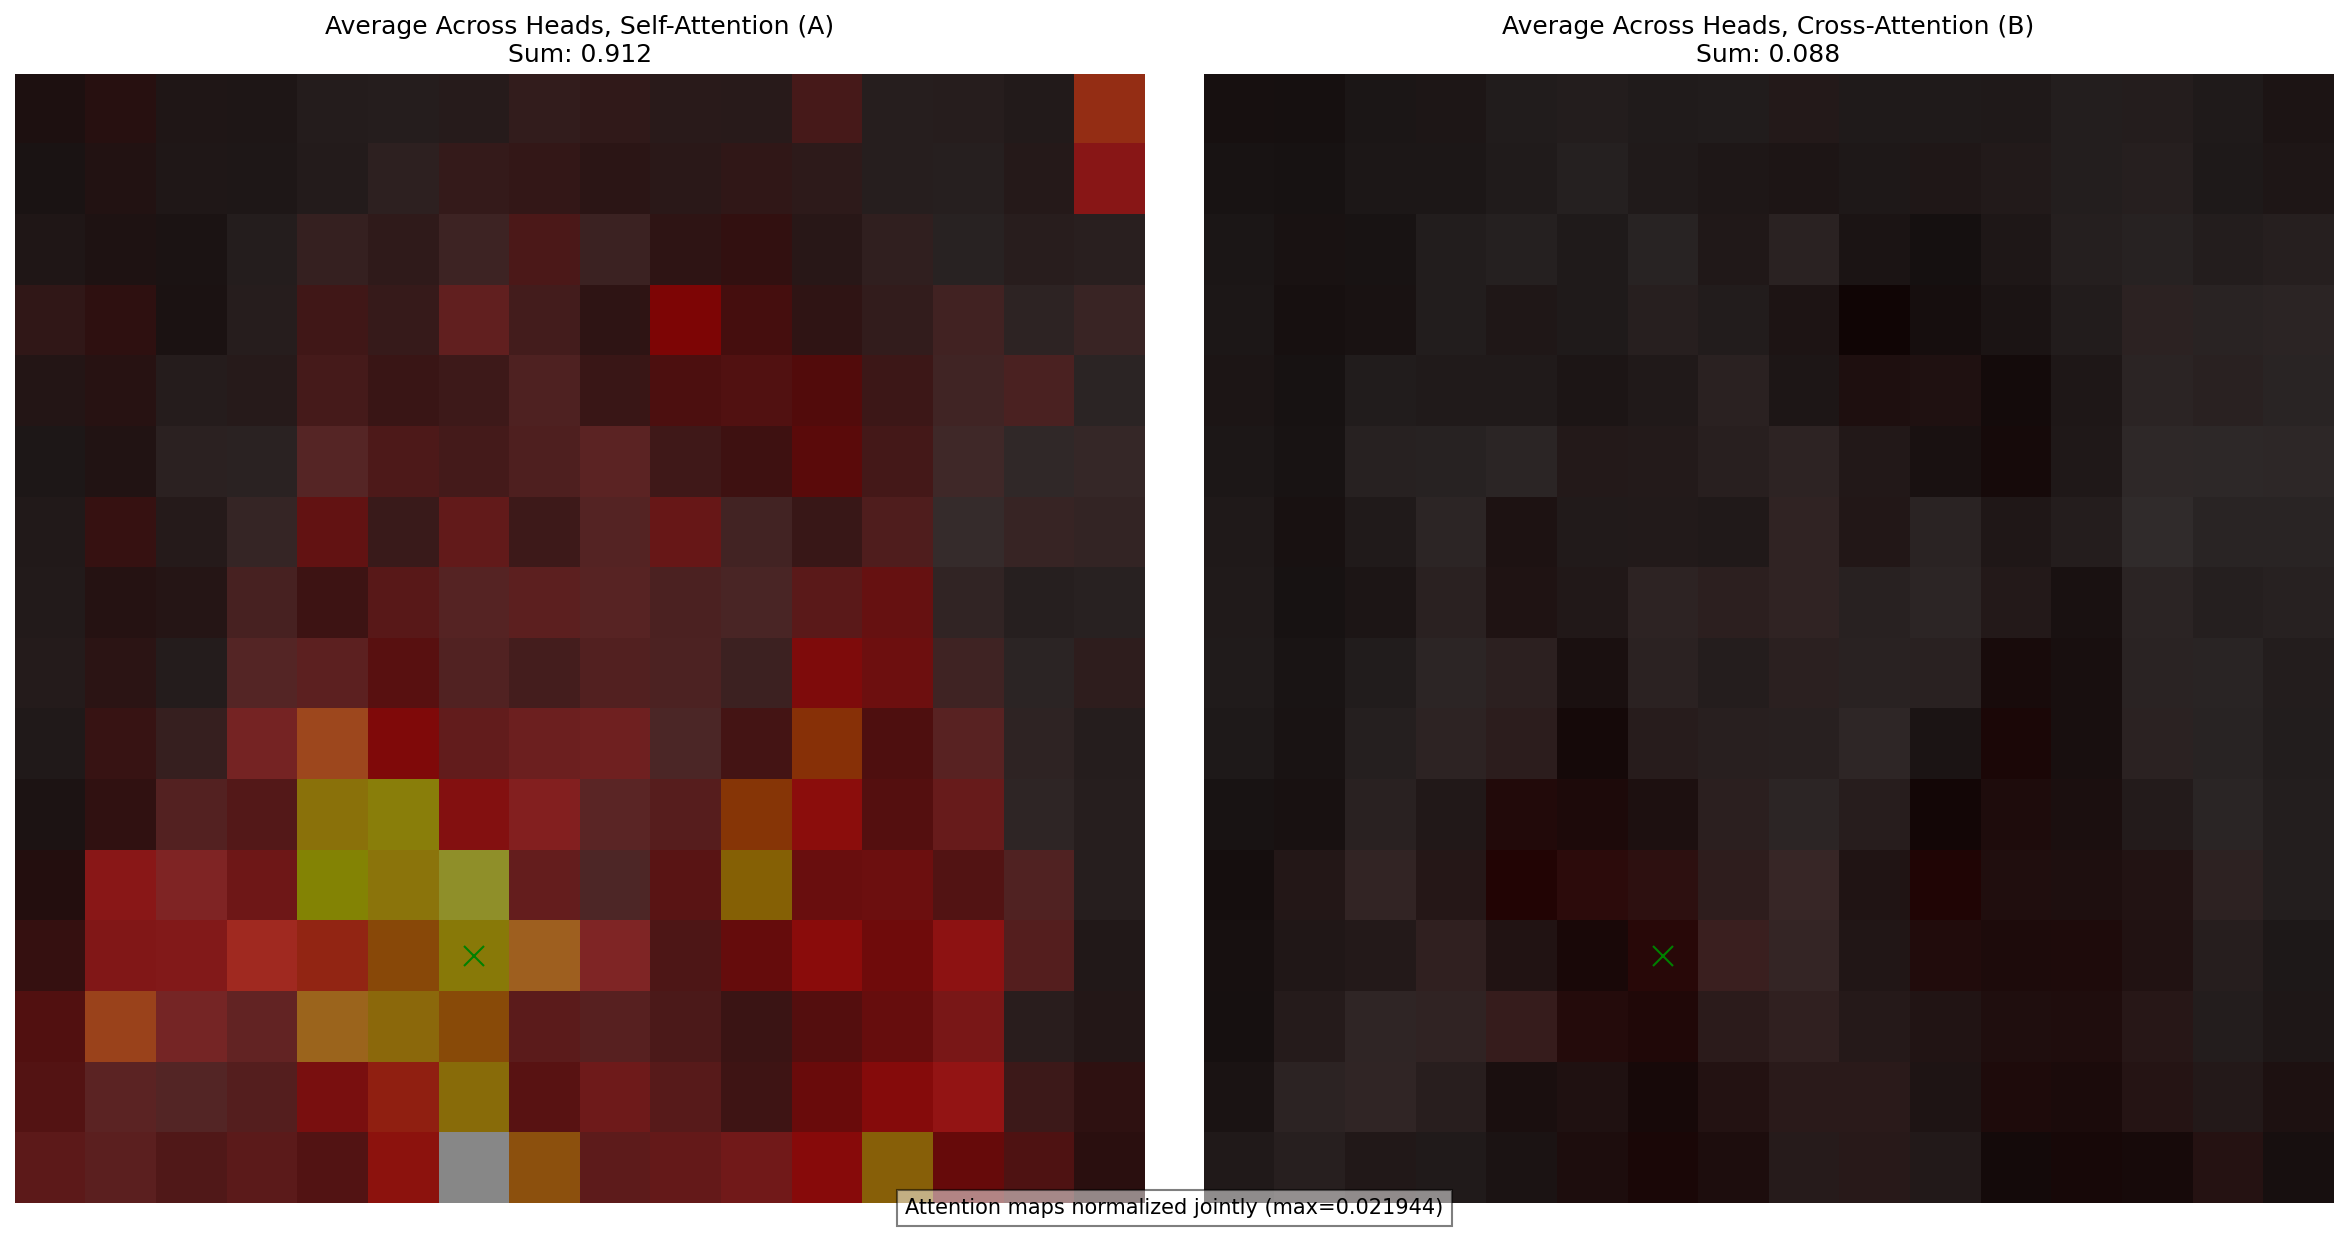 Average Across Heads, Self-Attention (A)
Sum: 0.912
Average Across Heads, Cross-Attention (B)
Sum: 0.088
Attention maps normalized jointly (max=0.021944)